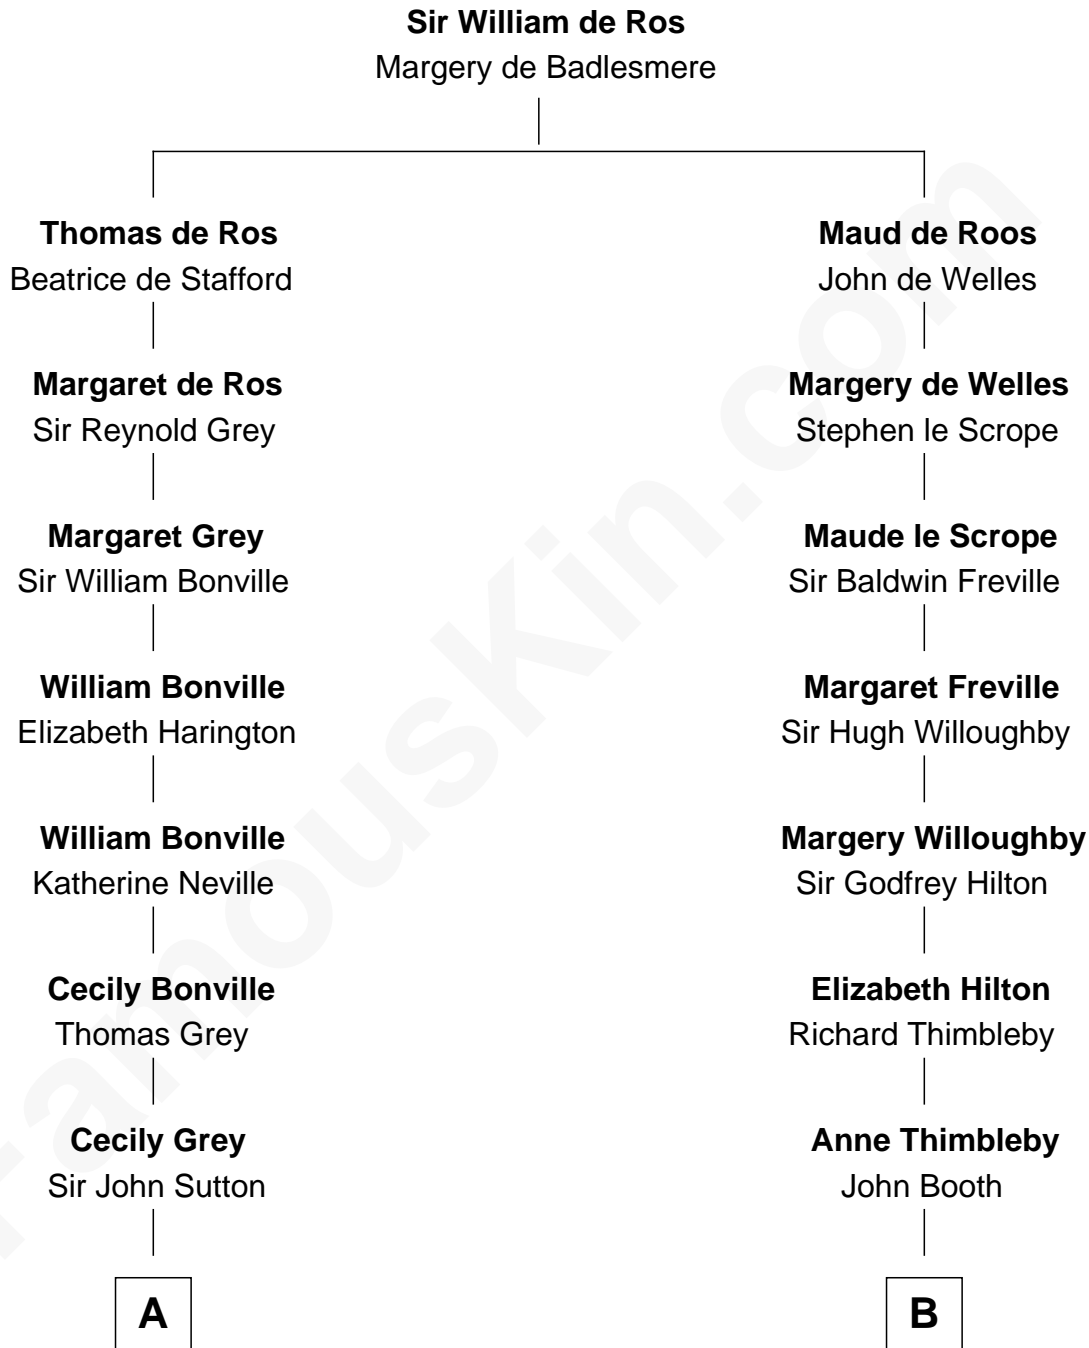 Sir William de Ros
Margery de Badlesmere
Thomas de Ros
Beatrice de Stafford
Maud de Roos
John de Welles
Margaret de Ros
Sir Reynold Grey
Margery de Welles
Stephen le Scrope
Margaret Grey
Sir William Bonville
Maude le Scrope
Sir Baldwin Freville
William Bonville
Elizabeth Harington
Margaret Freville
Sir Hugh Willoughby
William Bonville
Katherine Neville
Margery Willoughby
Sir Godfrey Hilton
Cecily Bonville
Thomas Grey
Elizabeth Hilton
Richard Thimbleby
Cecily Grey
Sir John Sutton
Anne Thimbleby
John Booth
A
B
FamousKin.com